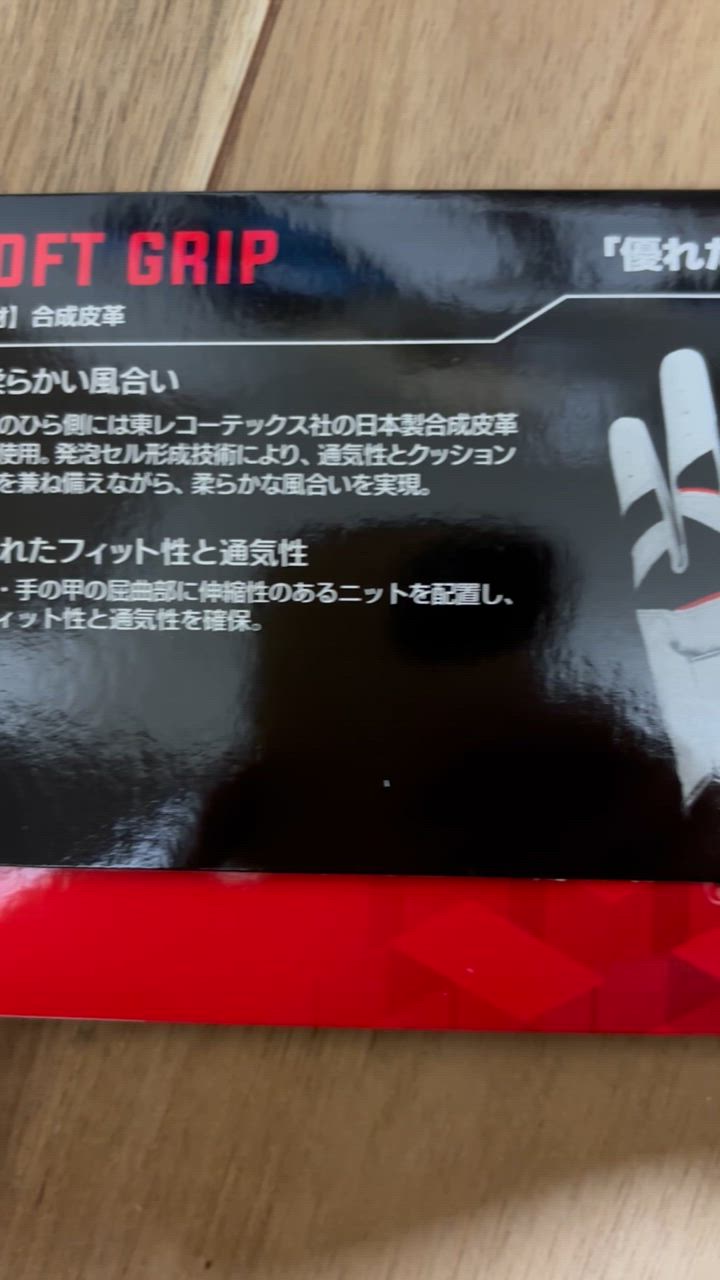 OFT GRIP
「優れた
材】合成皮革
柔らかい風合い
のひら側には東レコーテックス社の日本製合成皮革
使用。発泡セル形成技術により、通気性とクッション
を兼ね備えながら、柔らかな風合いを実現。
れたフィット性と通気性
・手の甲の屈曲部に伸縮性のあるニットを配置し、
ィット性と通気性を確保。